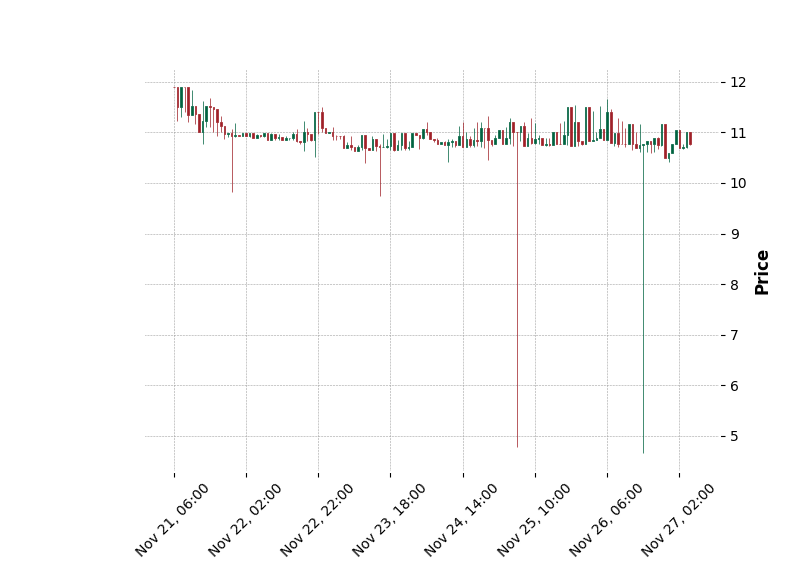 12
11
10
9
8
7
6
5
Price
Nov 21, 06:00
Nov 22, 02:00
Nov 22, 22:00
Nov 23, 18:00
Nov 24, 14:00
Nov 25, 10:00
Nov 26, 06:00
Nov 27, 02:00